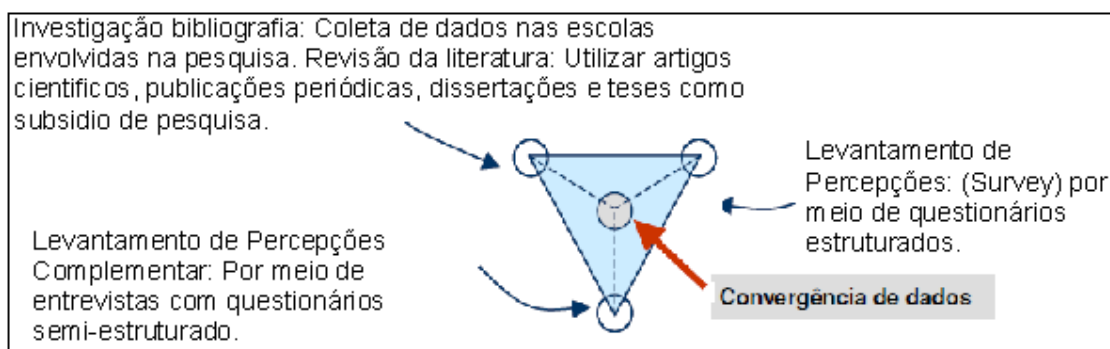 Investigação bibliografia: Coleta de dados nas escolas
envolvidas na pesquisa. Revisão da literatura: Utilizar artigos
cientificos, publicações periódicas, dissertações e teses como
subsidio de pesquisa.
Levantamento de
Percepções: (Survey) por
meio de questionários
estruturados.
Levantamento de Percepções
Complementar: Por meio de
entrevistas com questionários
semi-estruturado.
Convergência de dados